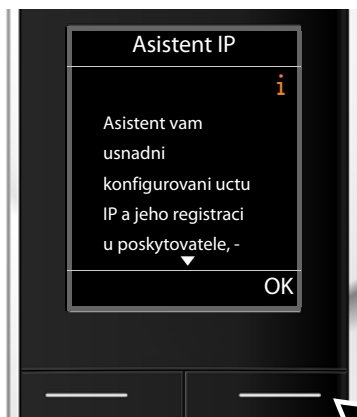 Asistent IP
i
Asistent vam
usnadni
konfigurovani uctu
IP a jeho registraci
u poskytovatele, -
OK